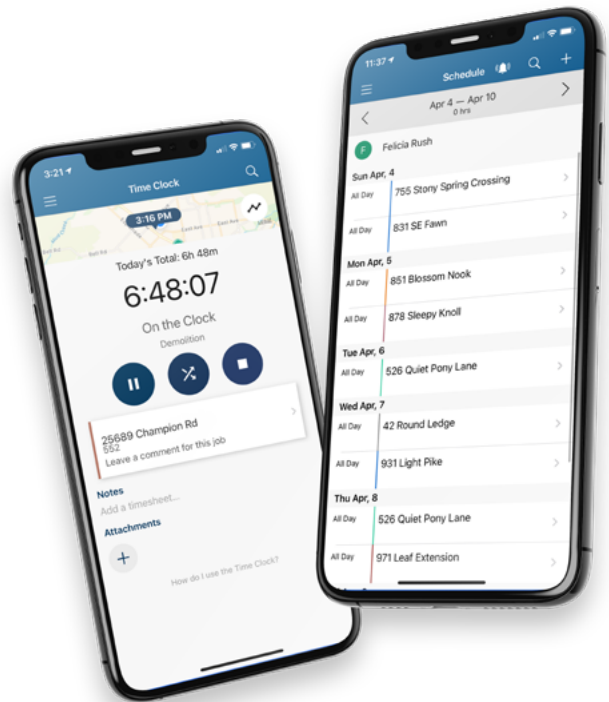 3:21
Time Clock
3:16 PM
East Ave
East Ave
Today's Total: 6h 48m
6:48:07
On the Clock
Demolition
25689 Champion Rd
552
Leave a comment for this job
Notes
Add a timesheet...
Attachments
How do I use the Time Clock?
11:37
Schedule
Apr 4 — Apr 10
0 hrs
F
Felicia Rush
Sun Apr, 4
All Day 755 Stony Spring Crossing
All Day 831 SE Fawn
Mon Apr, 5
All Day 851 Blossom Nook
All Day 878 Sleepy Knoll
Tue Apr, 6
All Day 526 Quiet Pony Lane
Wed Apr, 7
All Day 42 Round Ledge
All Day 931 Light Pike
Thu Apr, 8
All Day 526 Quiet Pony Lane
All Day 971 Leaf Extension